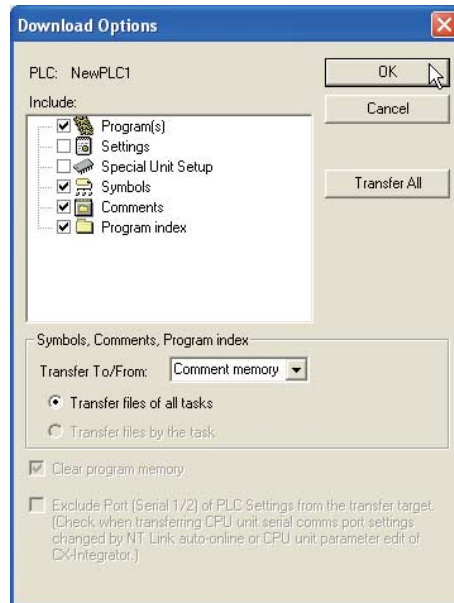 Download Options
PLC: NewPLC1
OK
Include:
Cancel
Program(s)
Settings
Special Unit Setup
Transfer All
Symbols
Comments
Program index
Symbols, Comments, Program index
Transfer To/From: Comment memory
Transfer files of all tasks
Transfer files by the task
Clear program memory
Exclude Port (Serial 1/2) of PLC Settings from the transfer target.
(Check when transferring CPU unit serial comms port settings
changed by NT Link auto-online or CPU unit parameter edit of
CX-Integrator.)